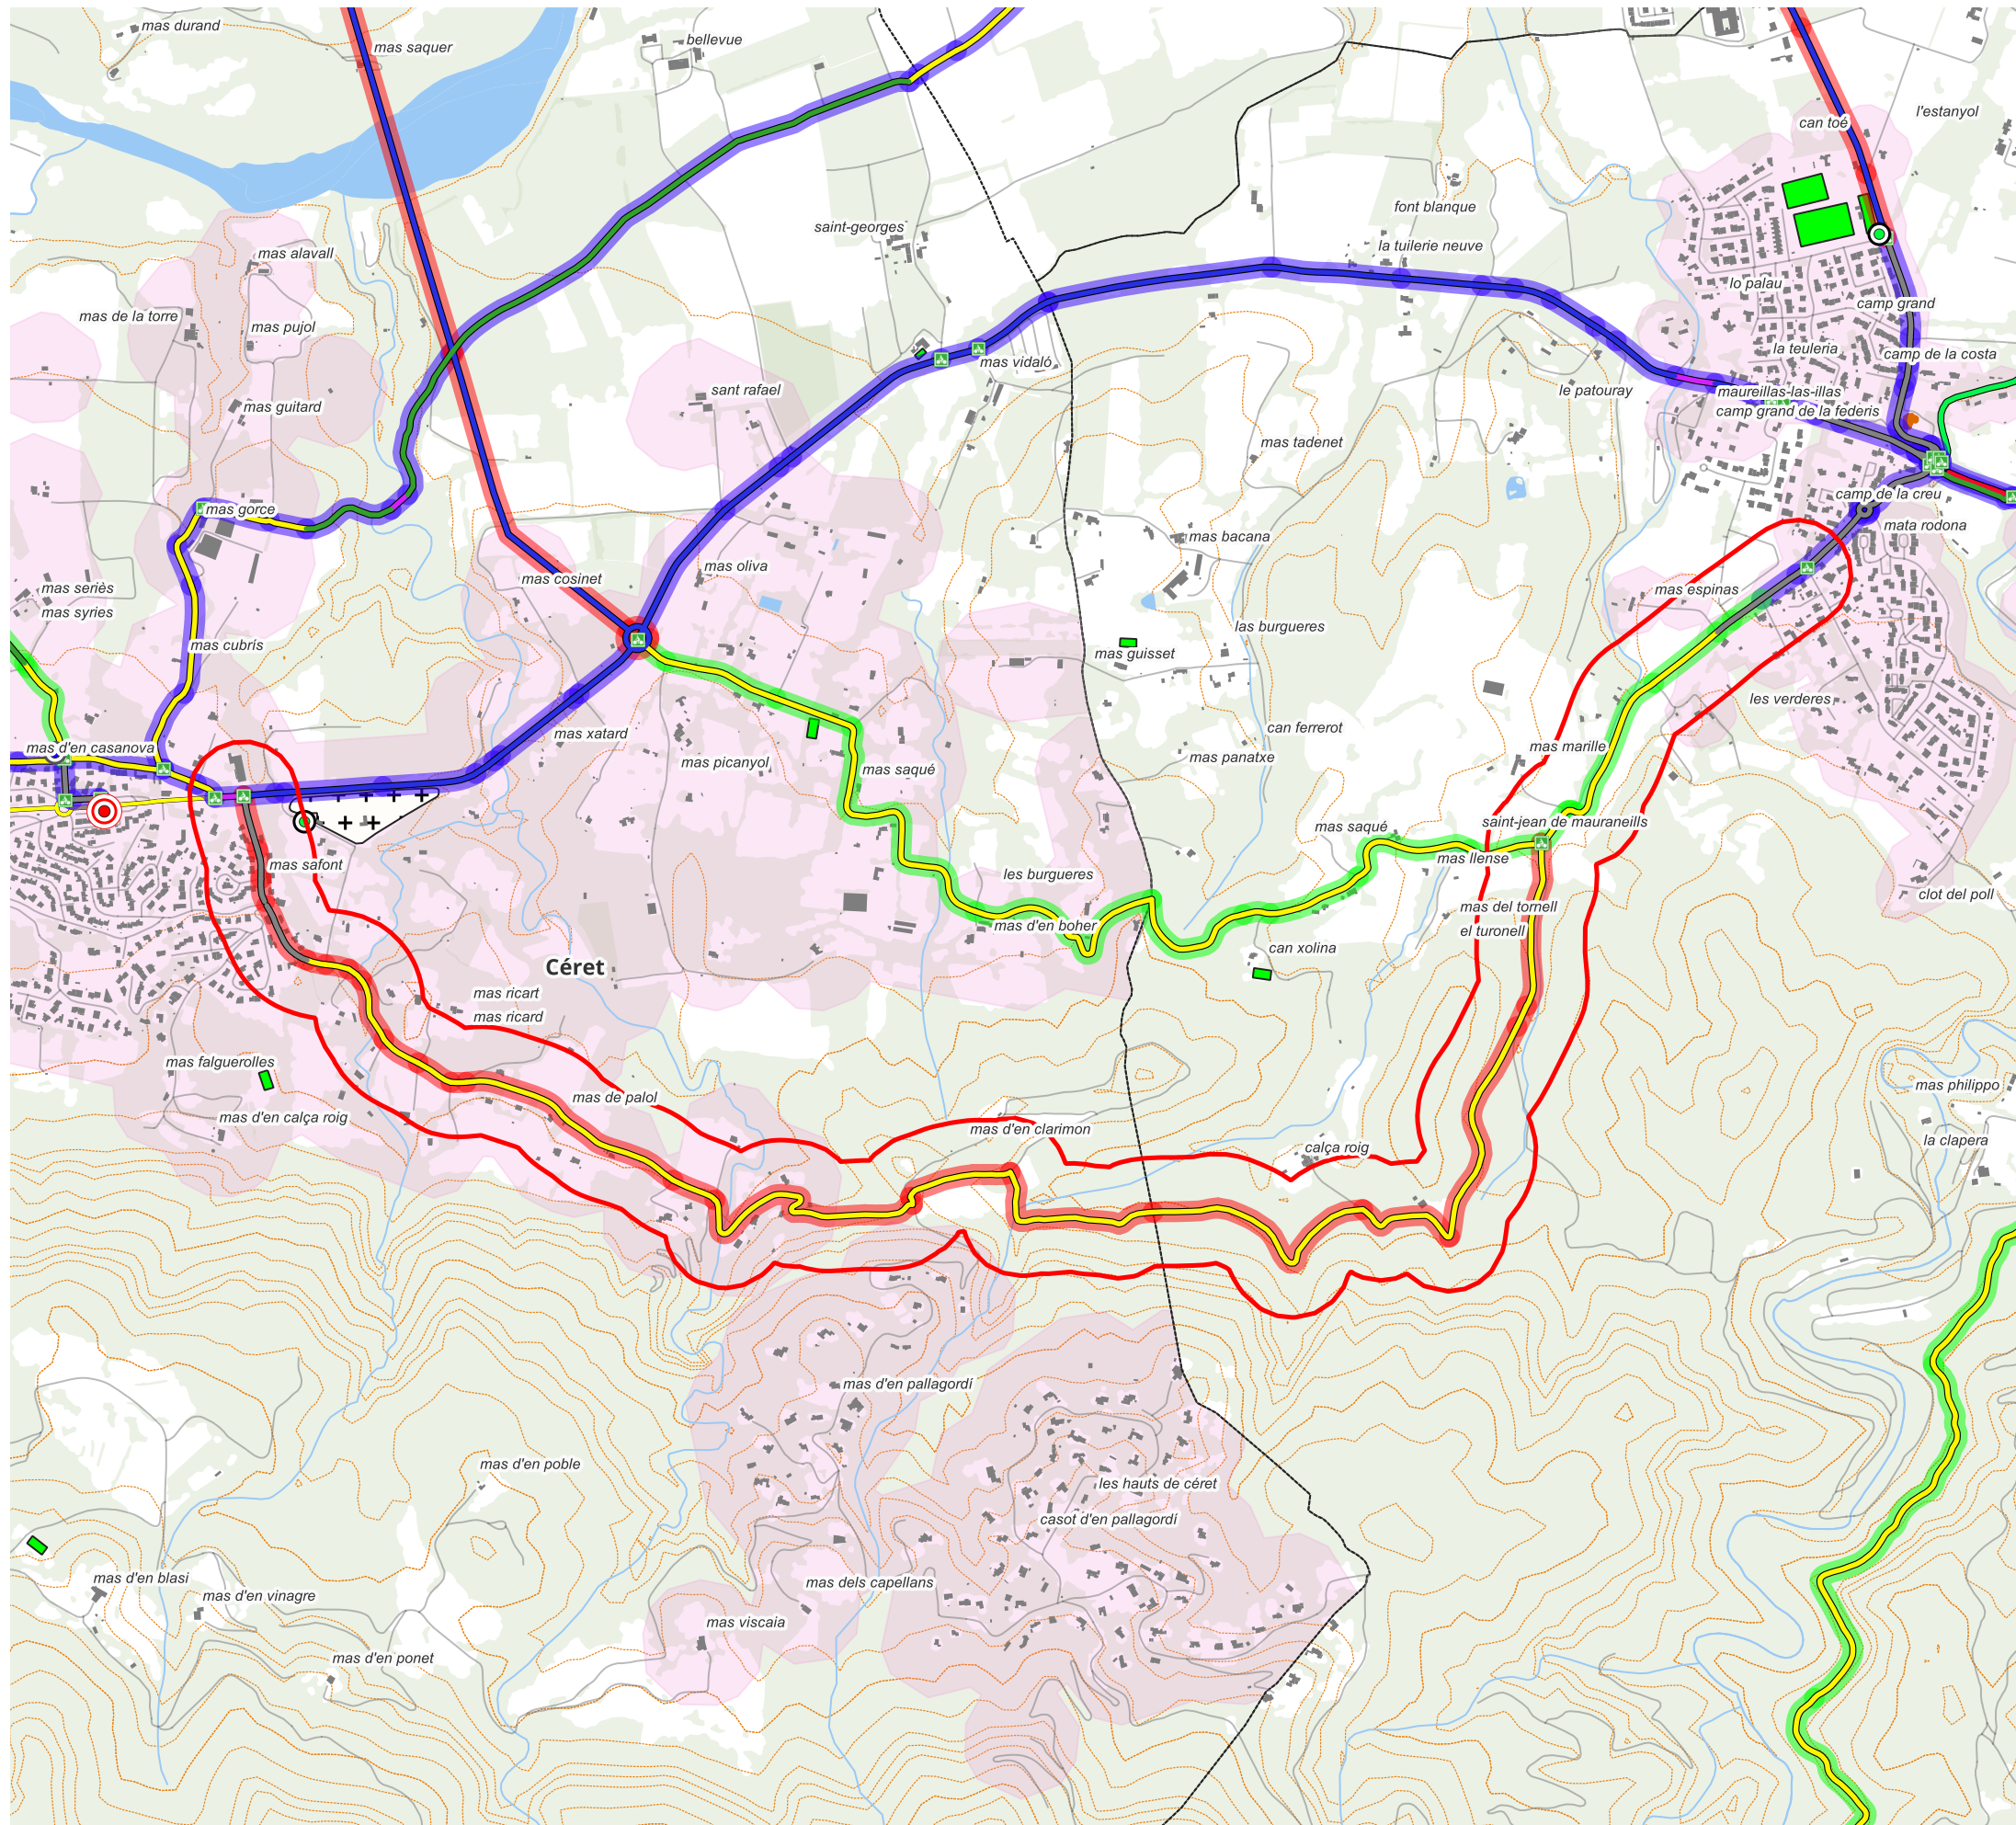 mas durand
mas saquer
bellevue
l'estanyol
can toé
font blanque
saint-georges
la tuilerie neuve
mas alavall
lo palau
camp grand
mas de la torre
mas pujol
la teuleria
camp de la costa
mas vidaló
sant rafael
le patouray
maureillas-las-illas
mas guitard
camp grand de la federis
mas tadenet
camp de la creu
mas gorce
mata rodona
mas bacana
mas oliva
mas cosinet
mas seriès
mas espinas
mas syries
las burgueres
mas cubrís
mas guisset
les verderes
can ferrerot
mas xatard
mas d'en casanova
mas marille
mas panatxe
mas picanyol
mas saqué
saint-jean de mauraneills
mas saqué
mas llense
mas safont
les burgueres
clot del poll
mas del tornell
mas d'en boher
el turonell
can xolina
Céret
mas ricart
mas ricard
mas falguerolles
mas philippo
mas de palol
mas d'en calça roig
mas d'en clarimon
la clapera
calça roig
mas d'en pallagordí
mas d'en poble
les hauts de céret
casot d'en pallagordí
mas d'en blasi
mas dels capellans
mas d'en vinagre
mas viscaia
mas d'en ponet